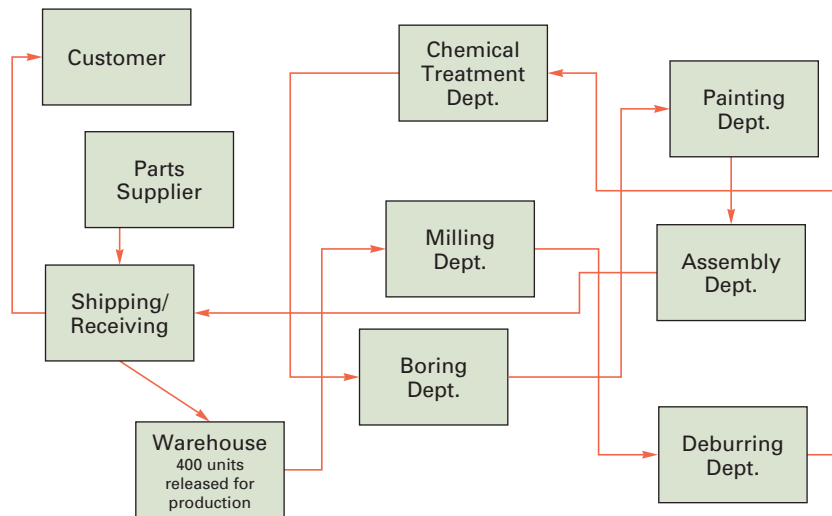 Customer
Chemical
Treatment
Dept.
Painting
Dept.
Parts
Supplier
Milling
Dept.
Assembly
Dept.
Shipping/
Receiving
Boring
Dept.
Warehouse
400 units
released for
production
Deburring
Dept.